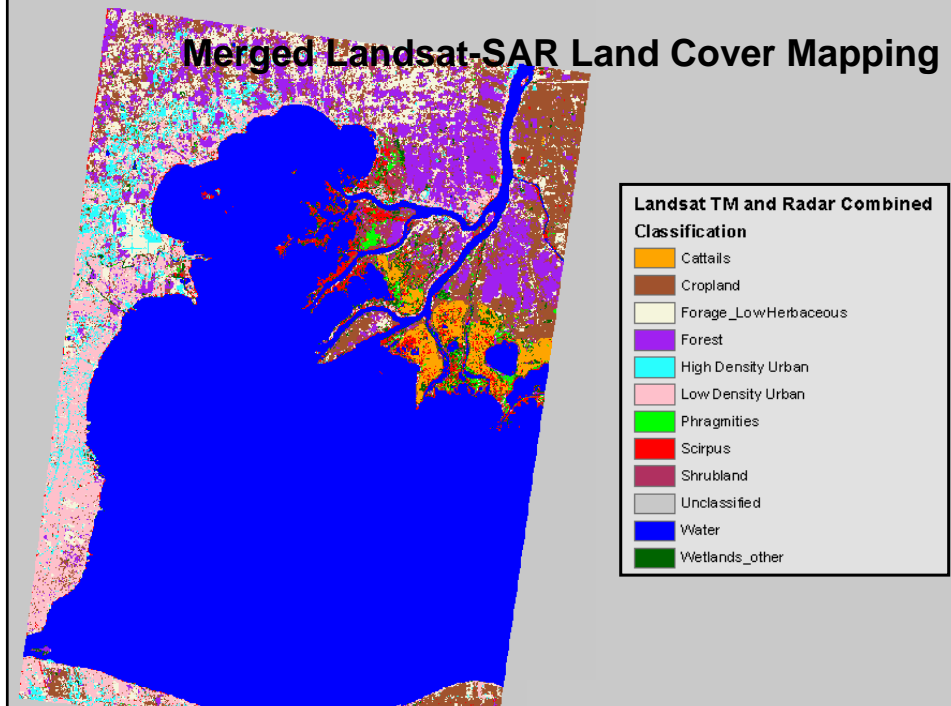 Merged Landsat-SAR Land Cover Mapping
Landsat TM and Radar Combined
Classification
Cattails
Cropland
Forage_LowHerbaceous
Forest
High Density Urban
Low Density Urban
Phragmities
Scirpus
Shrubland
Unclassified
Water
Wetlands_other